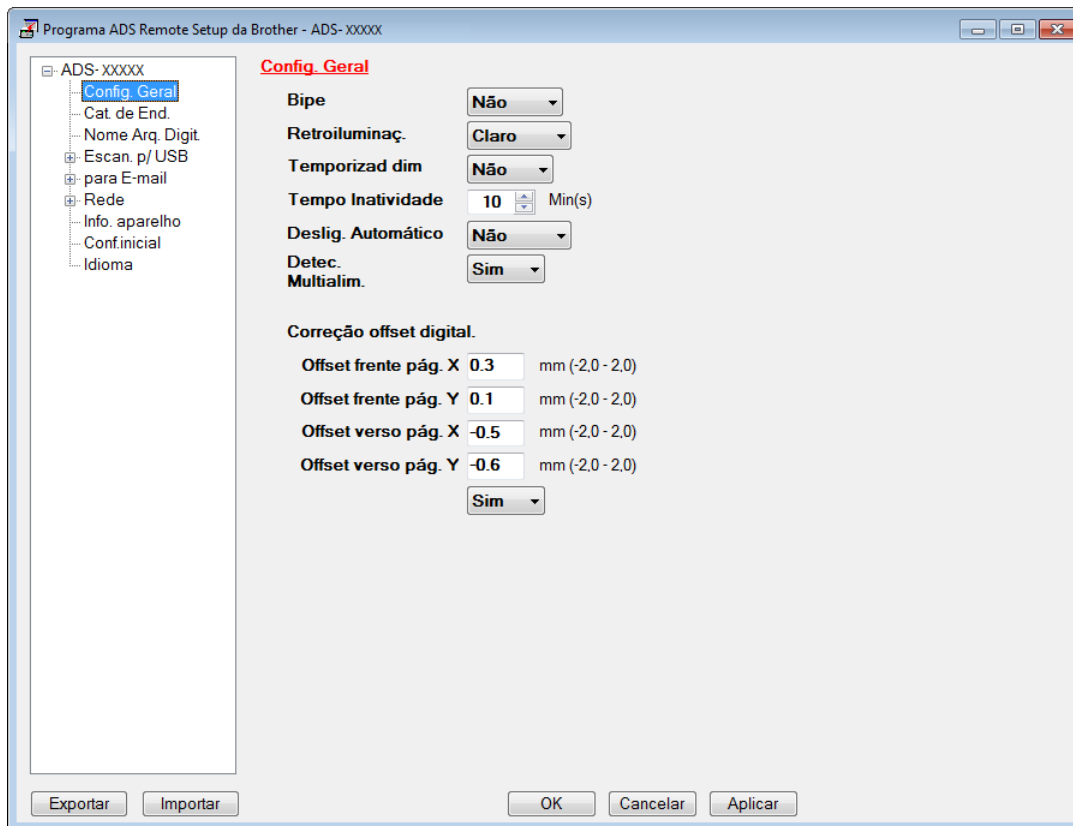 Programa ADS Remote Setup da Brother - ADS- XXXXX
ADS- XXXXX
Config. Geral
Cat. de End.
Nome Arq. Digit.
Escan. p/ USB
para E-mail
Rede
Info. aparelho
Conf.inicial
Idioma
Config. Geral
Bipe Não
Retroiluminaç. Claro
Temporizad dim Não
Tempo Inatividade 10 Min(s)
Deslig. Automático Não
Detec.
Multialim. Sim
Correção offset digital.
Offset frente pág. X 0.3 mm (-2,0 - 2,0)
Offset frente pág. Y 0.1 mm (-2,0 - 2,0)
Offset verso pág. X -0.5 mm (-2,0 - 2,0)
Offset verso pág. Y -0.6 mm (-2,0 - 2,0)
Sim
Exportar Importar OK Cancelar Aplicar